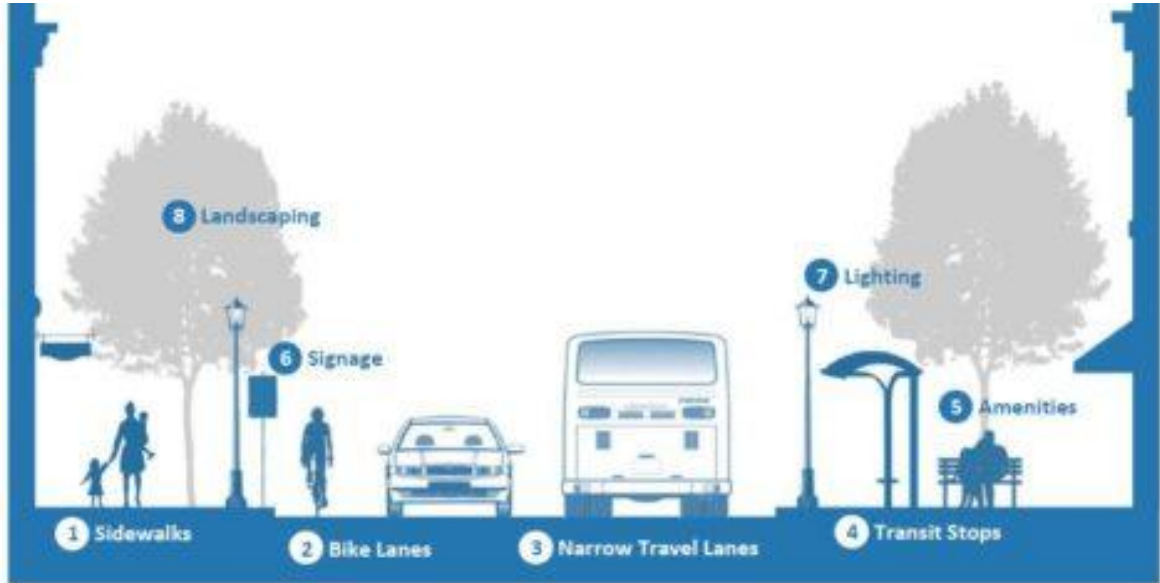 8 Landscaping
7 Lighting
6 Signage
5 Amenities
1 Sidewalks
2 Bike Lanes
3 Narrow Travel Lanes
4 Transit Stops